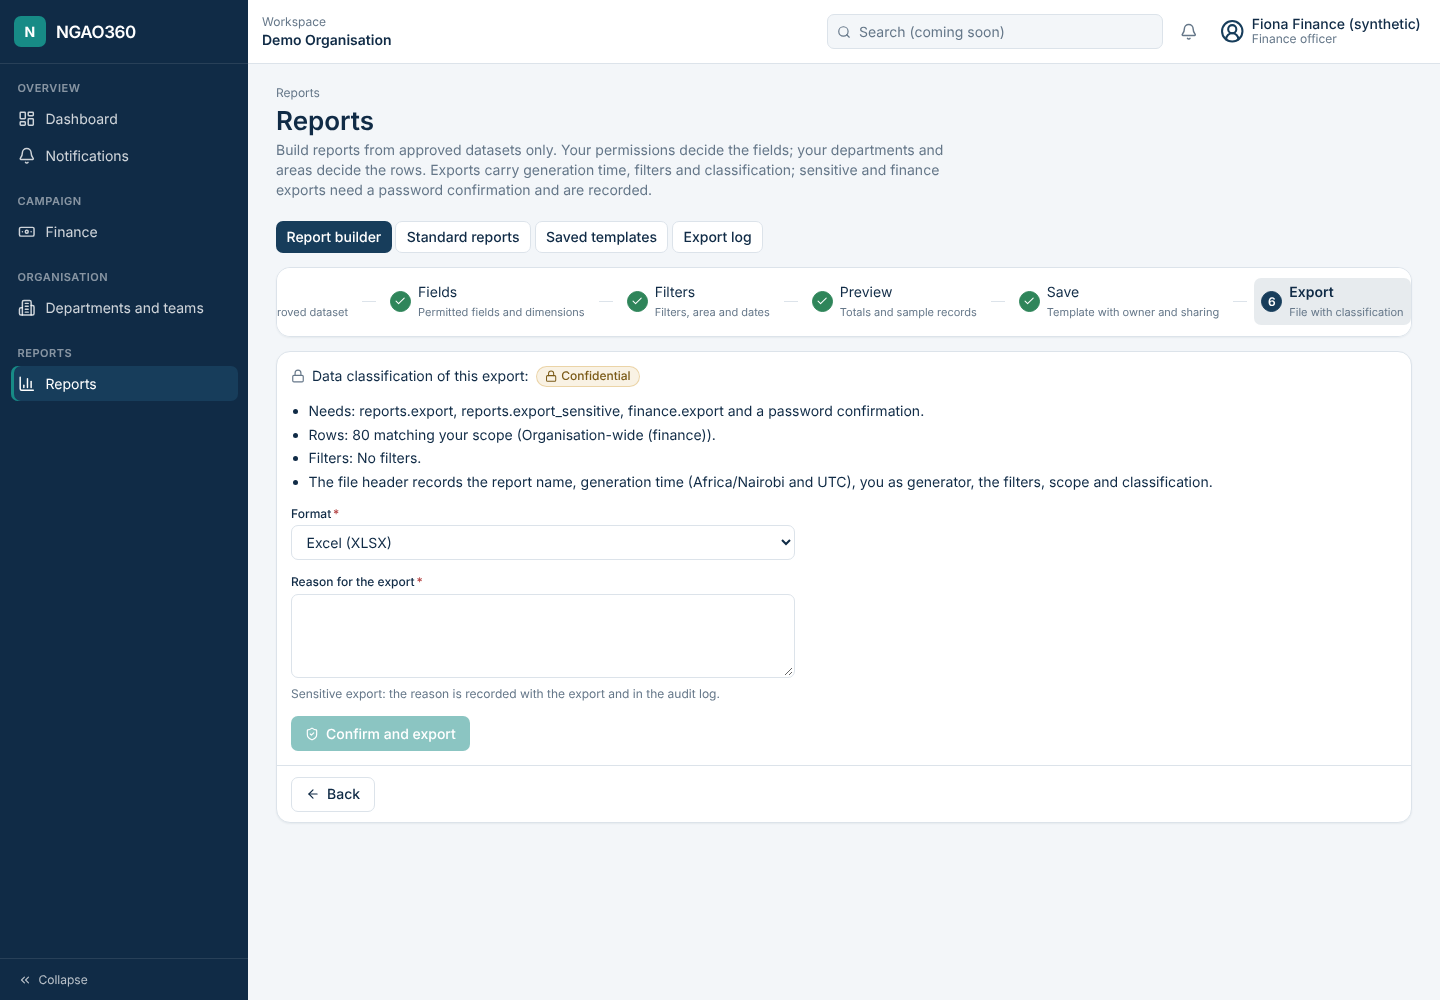 N NGAO360
Workspace
Demo Organisation
Search (coming soon)
Fiona Finance (synthetic)
Finance officer
OVERVIEW
Dashboard
Notifications
CAMPAIGN
Finance
ORGANISATION
Departments and teams
REPORTS
Reports
Collapse
Reports
Reports
Build reports from approved datasets only. Your permissions decide the fields; your departments and
areas decide the rows. Exports carry generation time, filters and classification; sensitive and finance
exports need a password confirmation and are recorded.
Report builder Standard reports Saved templates Export log
roved dataset
Fields
Permitted fields and dimensions
Filters
Filters, area and dates
Preview
Totals and sample records
Save
Template with owner and sharing
6 Export
File with classification
Data classification of this export: Confidential
• Needs: reports.export, reports.export_sensitive, finance.export and a password confirmation.
• Rows: 80 matching your scope (Organisation-wide (finance)).
• Filters: No filters.
• The file header records the report name, generation time (Africa/Nairobi and UTC), you as generator, the filters, scope and classification.
Format*
Excel (XLSX)
Reason for the export*
Sensitive export: the reason is recorded with the export and in the audit log.
Confirm and export
Back